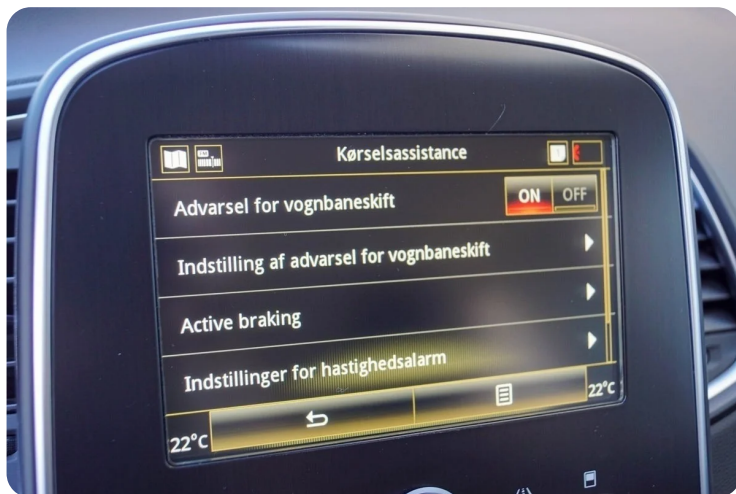 Kørselsassistance
Advarsel for vognbaneskift
ON OFF
Indstilling af advarsel for vognbaneskift
Active braking
Indstillinger for hastighedsalarm
22°C
22°C